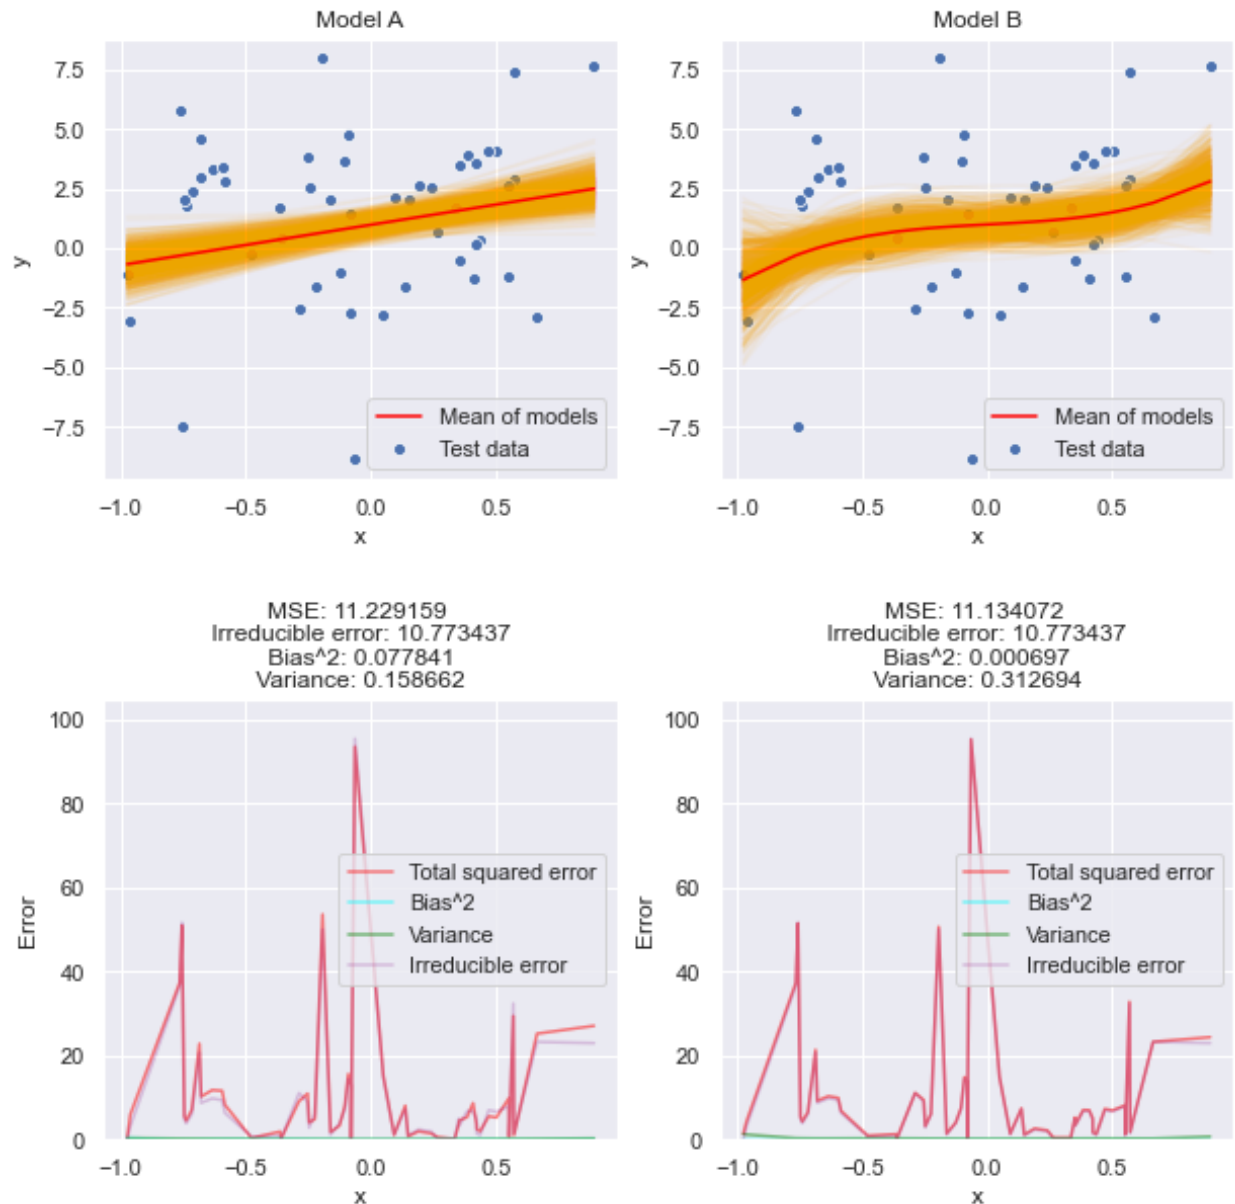 Model A
7.5
5.0
2.5
0.0
−2.5
−5.0
−7.5
y
Mean of models
Test data
−1.0 −0.5 0.0 0.5
x
Model B
7.5
5.0
2.5
0.0
−2.5
−5.0
−7.5
y
Mean of models
Test data
−1.0 −0.5 0.0 0.5
x
MSE: 11.229159
Irreducible error: 10.773437
Bias^2: 0.077841
Variance: 0.158662
100
80
60
40
20
0
Error
Total squared error
Bias^2
Variance
Irreducible error
−1.0 −0.5 0.0 0.5
x
MSE: 11.134072
Irreducible error: 10.773437
Bias^2: 0.000697
Variance: 0.312694
100
80
60
40
20
0
Error
Total squared error
Bias^2
Variance
Irreducible error
−1.0 −0.5 0.0 0.5
x